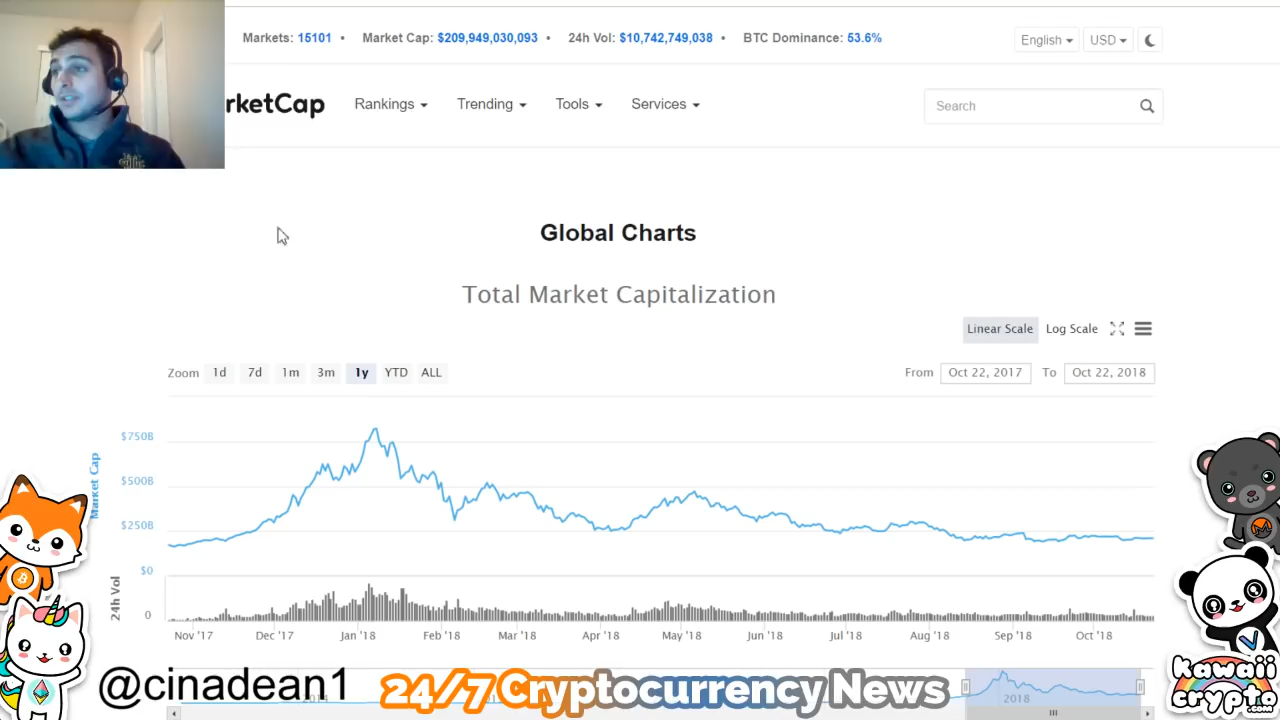 Markets: 15101 • Market Cap: $209,949,030,093 • 24h Vol: $10,742,749,038 • BTC Dominance: 53.6%
English USD
rketCap Rankings Trending Tools Services
Search
Global Charts
Total Market Capitalization
Linear Scale Log Scale
Zoom 1d 7d 1m 3m 1y YTD ALL
From Oct 22, 2017 To Oct 22, 2018
Market Cap
$750B
$500B
$250B
$0
24h Vol
0
Nov '17 Dec '17 Jan '18 Feb '18 Mar '18 Apr '18 May '18 Jun '18 Jul '18 Aug '18 Sep '18 Oct '18
2018
@cinadean1
24/7 Cryptocurrency News
kawaii
crypto
.com